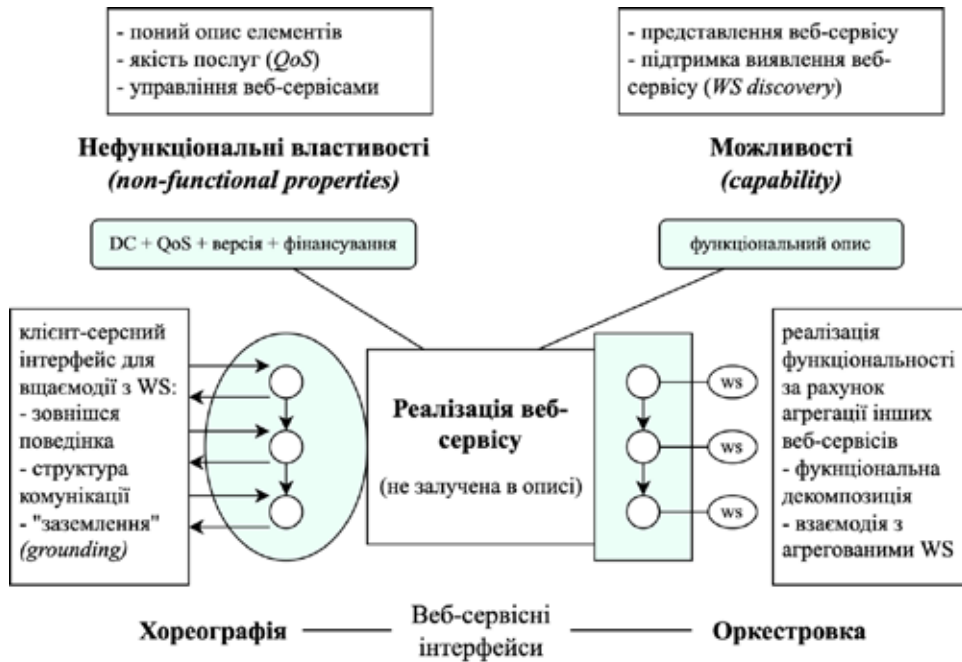 - поний опис елементів
- якість послуг (QoS)
- управління веб-сервісами
- представлення веб-сервісу
- підтримка виявлення веб-
сервісу (WS discovery)
Нефункціональні властивості
(non-functional properties)
Можливості
(capability)
DC + QoS + версія + фінансування
функціональний опис
клієнт-серсний
інтерфейс для
вщаємодії з WS:
- зовнішся
поведінка
- структура
комунікації
- "заземлення"
(grounding)
Реалізація веб-
сервісу
(не залучена в описі)
ws
ws
ws
реалізація
функціональності
за рахунок
агрегації інших
веб-сервісів
- фукнціональна
декомпозиція
- взаємодія з
агрегованими WS
Хореографія
Веб-сервісні
інтерфейси
Оркестровка